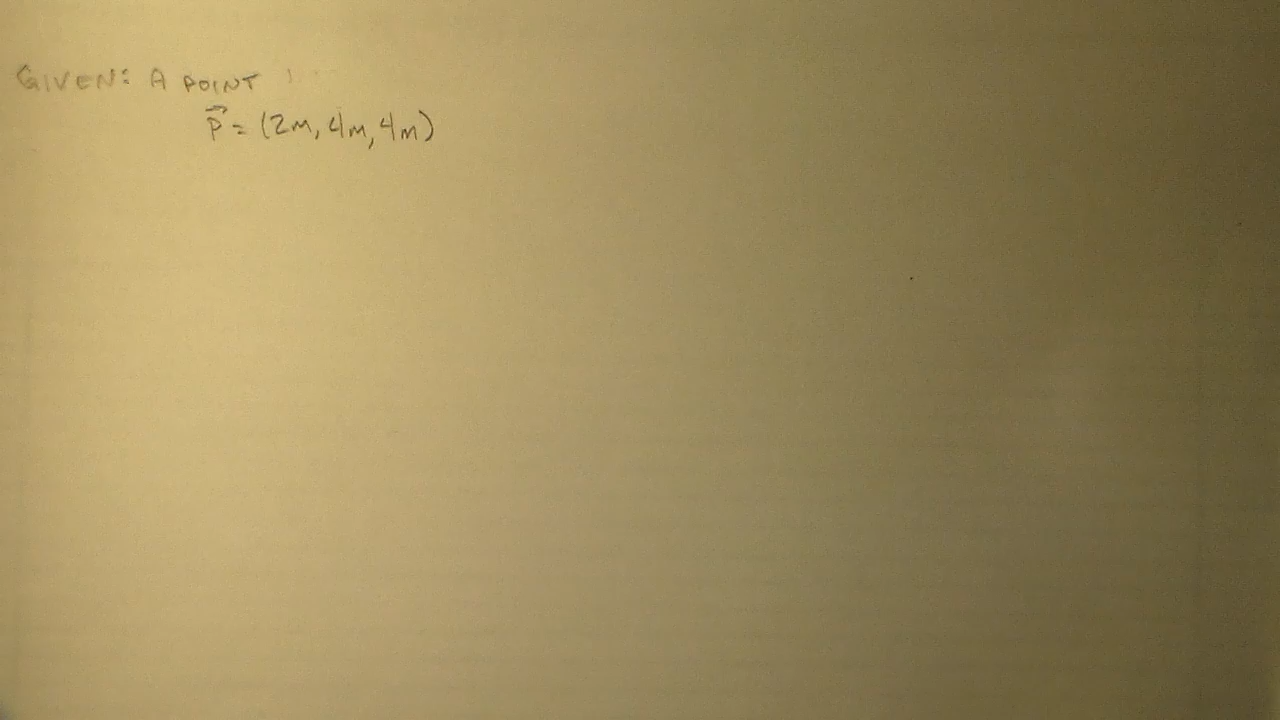 GIVEN: A POINT
p⃗ = (2m, 4m, 4m)